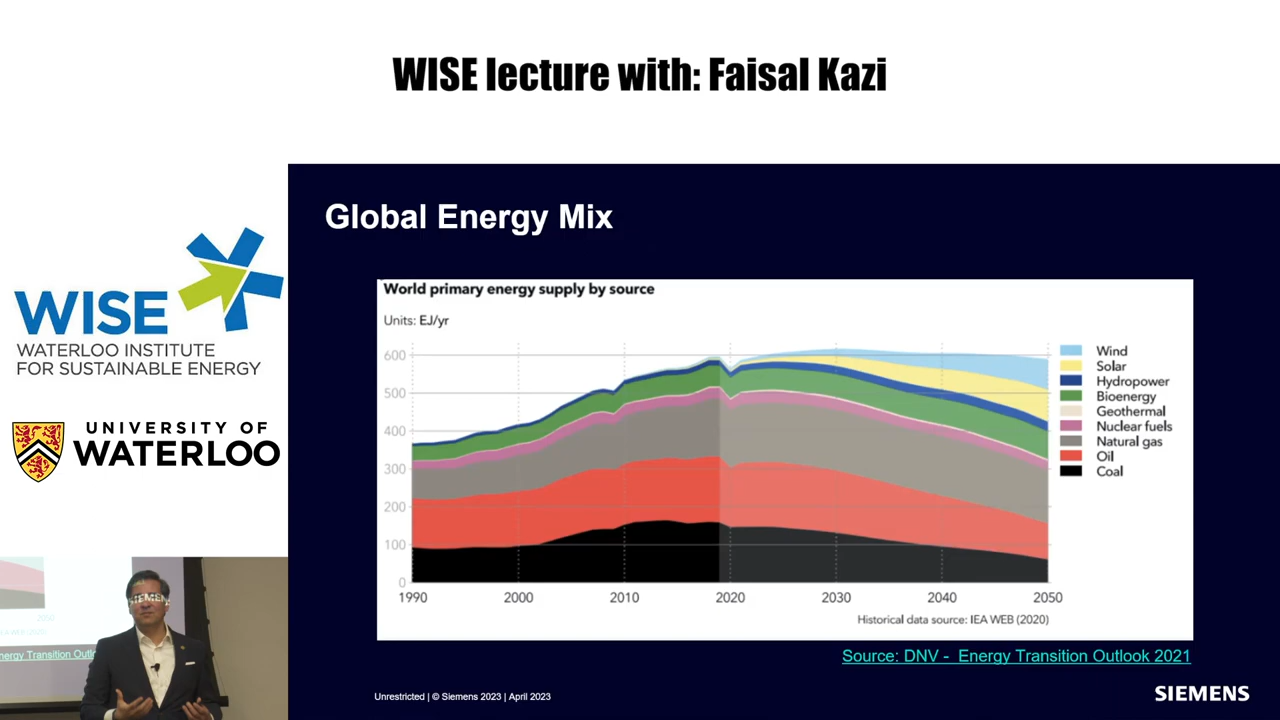 WISE lecture with: Faisal Kazi
WISE
WATERLOO INSTITUTE
FOR SUSTAINABLE ENERGY
UNIVERSITY OF
WATERLOO
Global Energy Mix
World primary energy supply by source
Units: EJ/yr
600
500
400
300
200
100
0
1990
2000
2010
2020
2030
2040
2050
Wind
Solar
Hydropower
Bioenergy
Geothermal
Nuclear fuels
Natural gas
Oil
Coal
Historical data source: IEA WEB (2020)
Source: DNV - Energy Transition Outlook 2021
Unrestricted | © Siemens 2023 | April 2023
SIEMENS
2050
SIEMENS